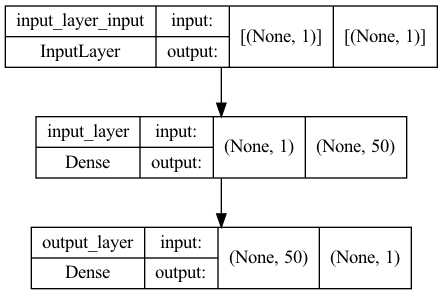 input_layer_input input: [(None, 1)] [(None, 1)]
InputLayer output:
input_layer input: (None, 1) (None, 50)
Dense output:
output_layer input: (None, 50) (None, 1)
Dense output: